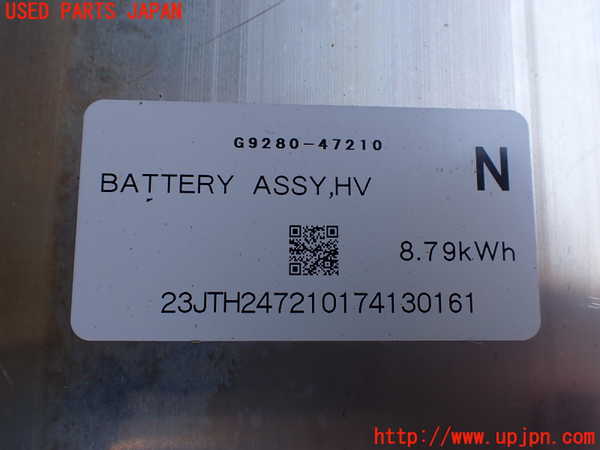 USED PARTS JAPAN
G9280-47210
BATTERY ASSY,HV
N
8.79kWh
23JTH247210174130161
http://www.upjpn.com/